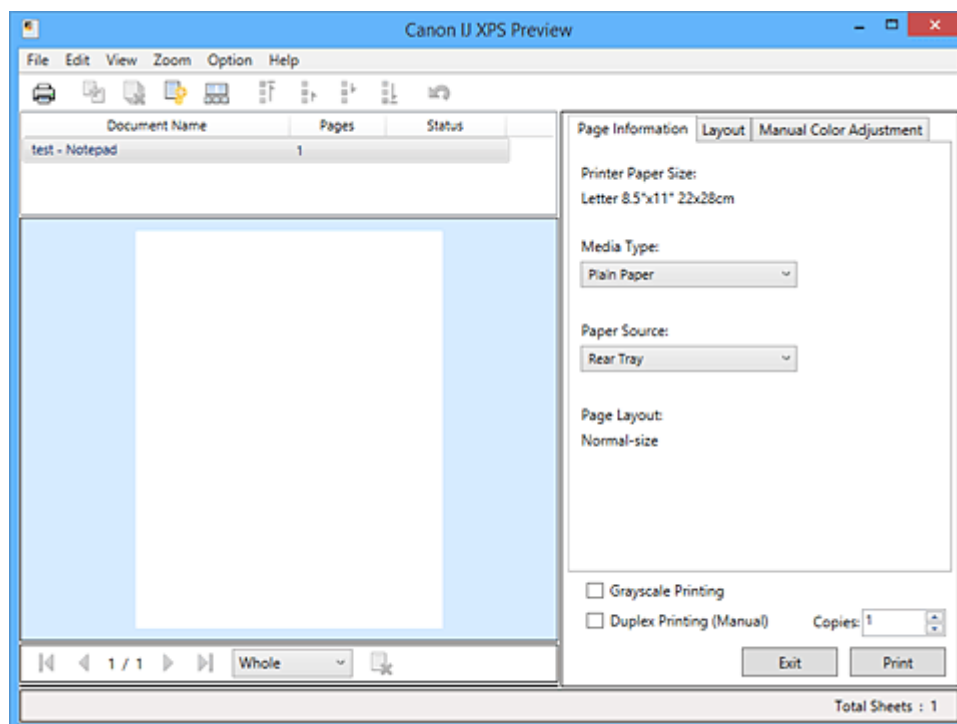 Canon IJ XPS Preview
File Edit View Zoom Option Help
Document Name Pages Status
test - Notepad 1
Page Information Layout Manual Color Adjustment
Printer Paper Size:
Letter 8.5"x11" 22x28cm
Media Type:
Plain Paper
Paper Source:
Rear Tray
Page Layout:
Normal-size
Grayscale Printing
Duplex Printing (Manual) Copies: 1
1 / 1 Whole
Exit Print
Total Sheets : 1